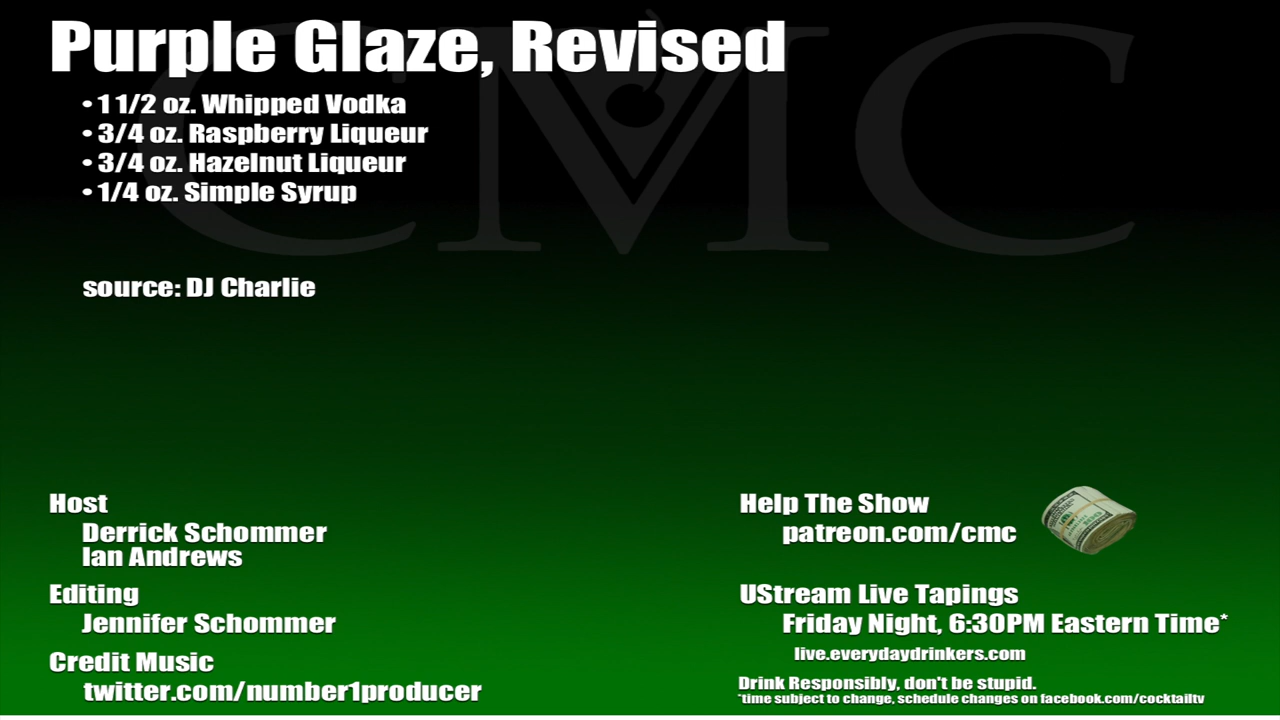 CMC
Purple Glaze, Revised
• 1 1/2 oz. Whipped Vodka
• 3/4 oz. Raspberry Liqueur
• 3/4 oz. Hazelnut Liqueur
• 1/4 oz. Simple Syrup
source: DJ Charlie
Host
Derrick Schommer
Ian Andrews
Editing
Jennifer Schommer
Credit Music
twitter.com/number1producer
Help The Show
patreon.com/cmc
UStream Live Tapings
Friday Night, 6:30PM Eastern Time*
live.everydaydrinkers.com
Drink Responsibly, don't be stupid.
*time subject to change, schedule changes on facebook.com/cocktailtv